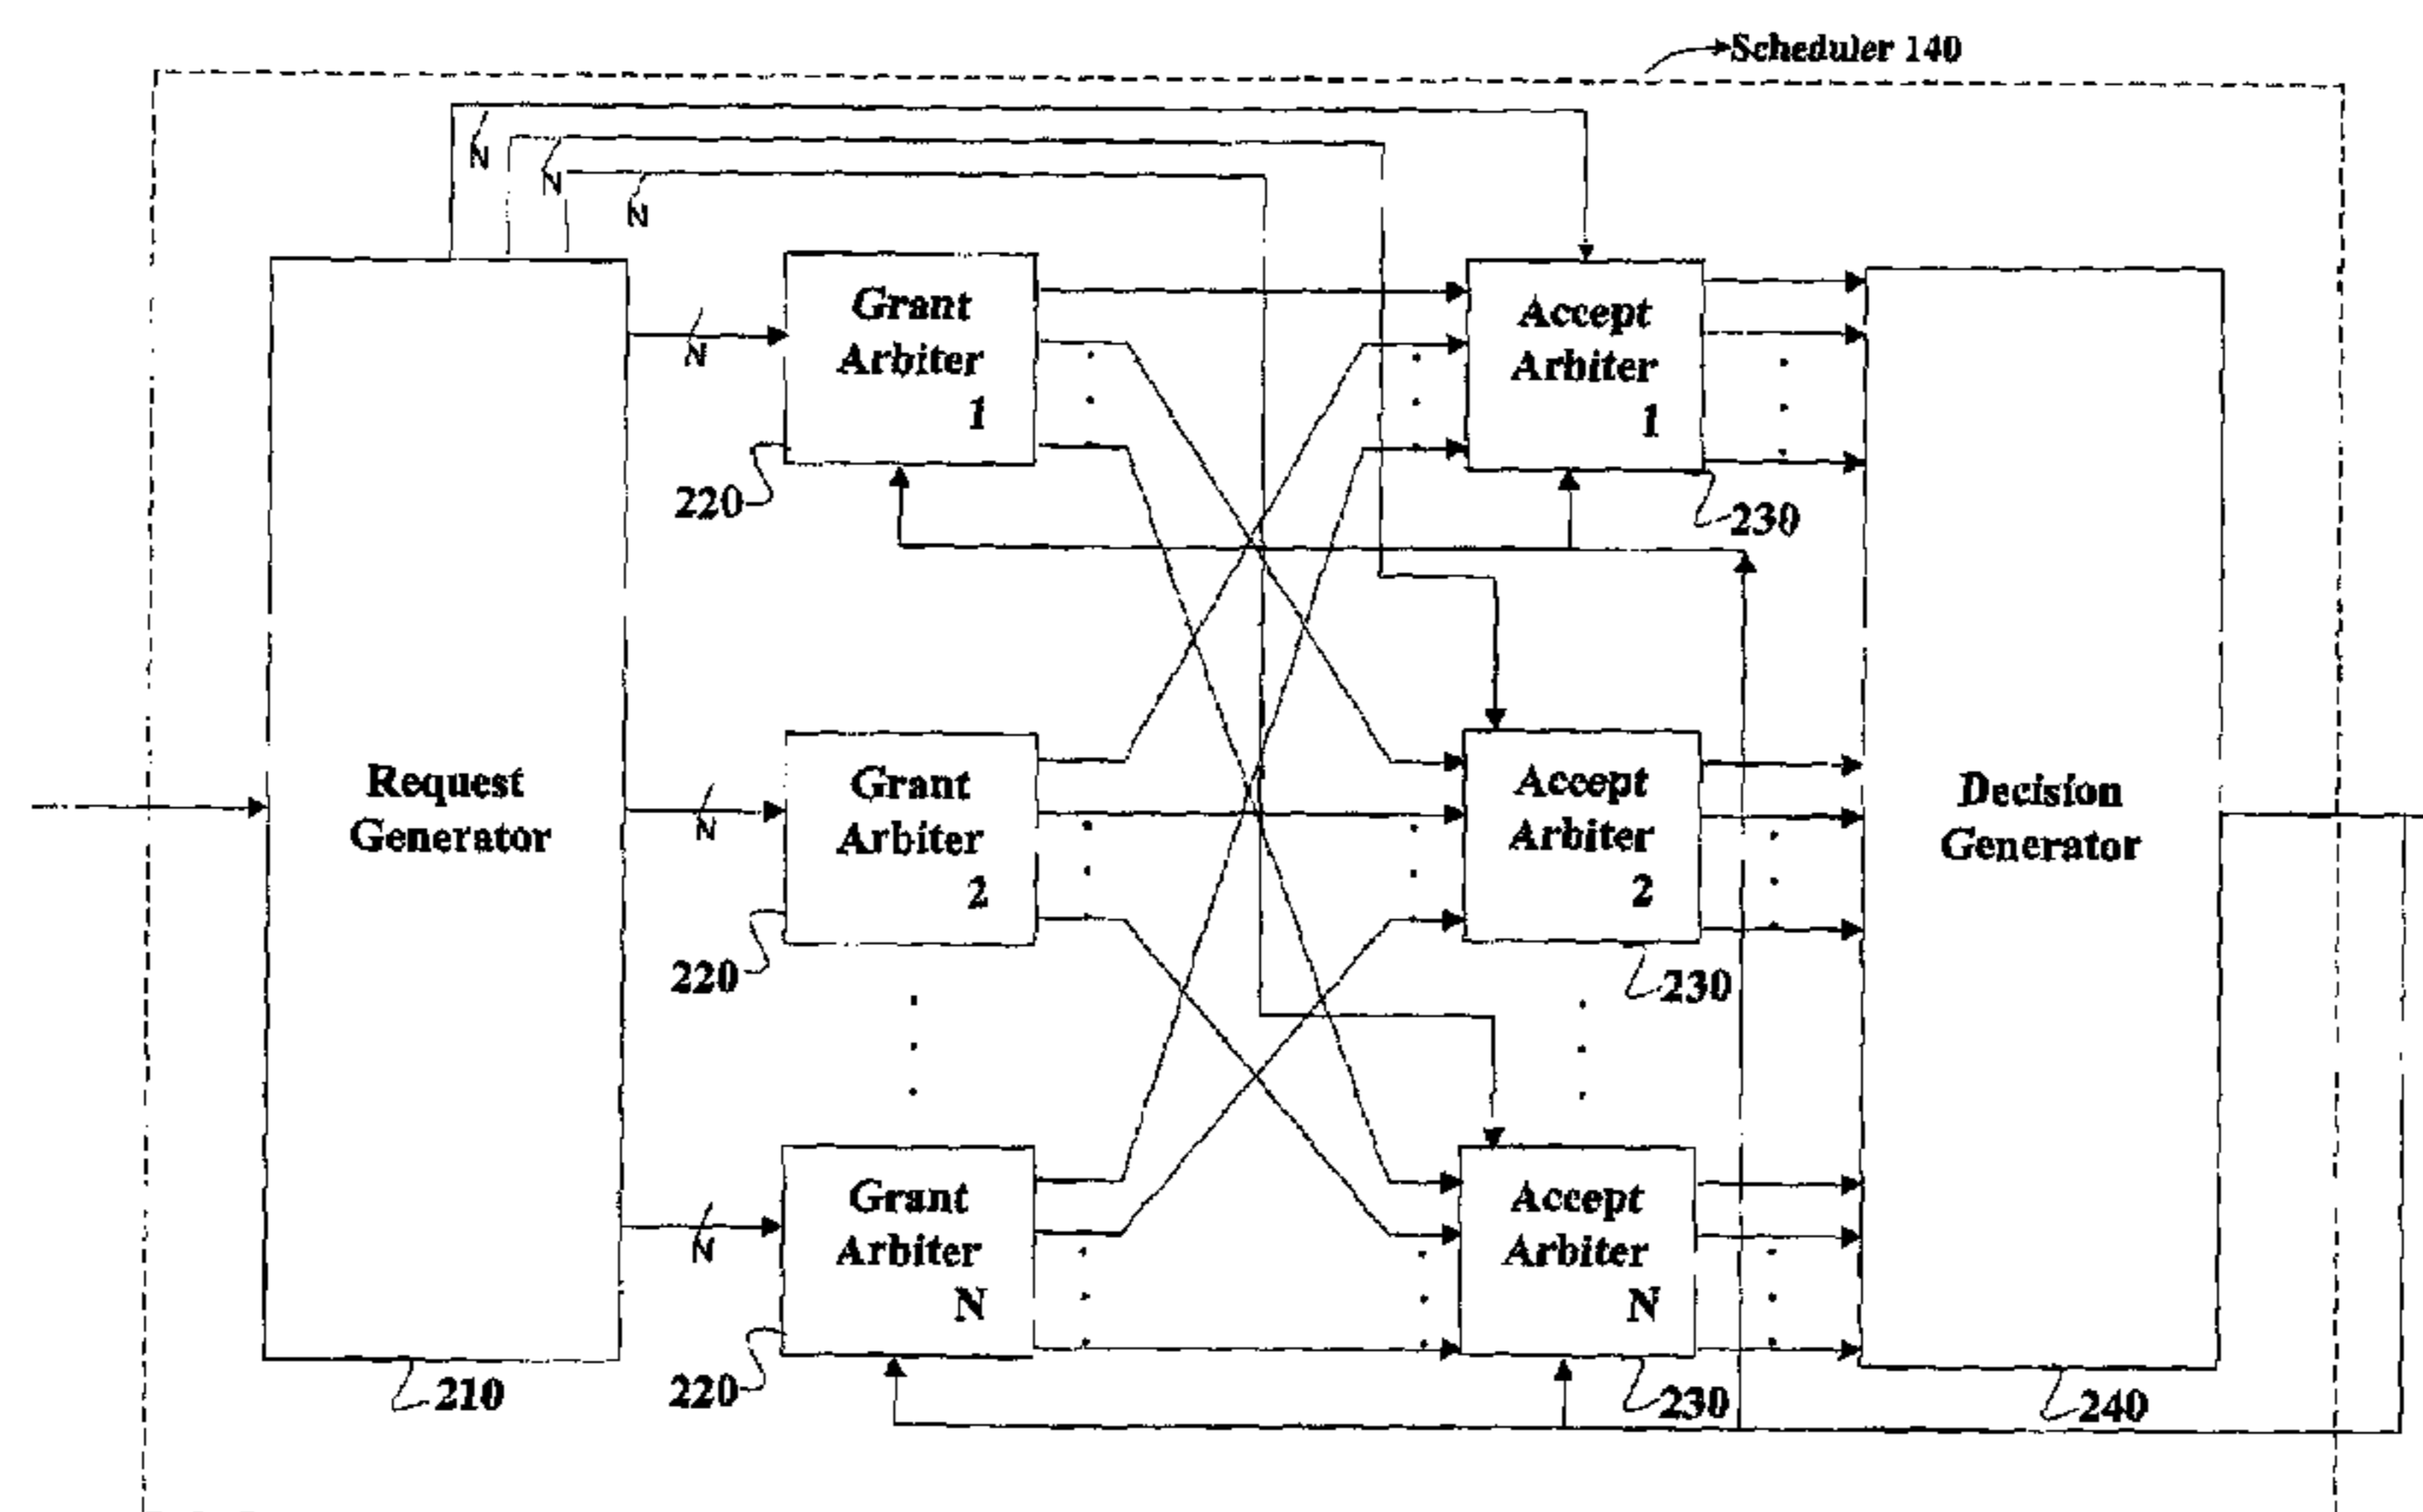 Scheduler 140
N
N
N
Grant
Arbiter
1
Accept
Arbiter
1
N
220
230
Request
Generator
N
Grant
Arbiter
2
Accept
Arbiter
2
Decision
Generator
220
230
N
Grant
Arbiter
N
Accept
Arbiter
N
210
220
230
240